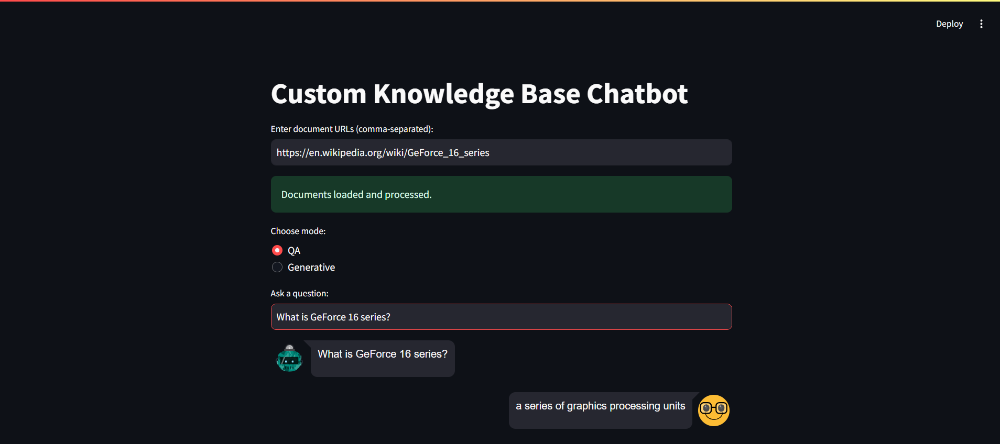 Deploy
Custom Knowledge Base Chatbot
Enter document URLs (comma-separated):
https://en.wikipedia.org/wiki/GeForce_16_series
Documents loaded and processed.
Choose mode:
QA
Generative
Ask a question:
What is GeForce 16 series?
What is GeForce 16 series?
a series of graphics processing units